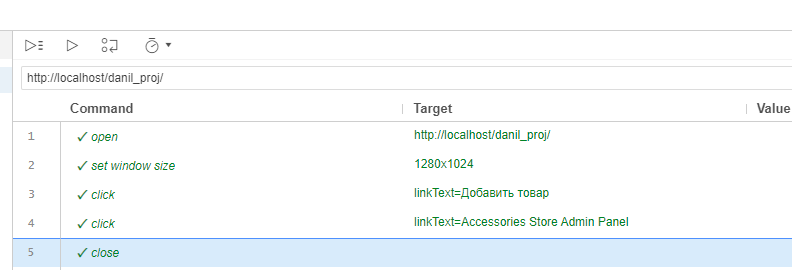 http://localhost/danil_proj/
Command Target Value
1 ✓ open http://localhost/danil_proj/
2 ✓ set window size 1280x1024
3 ✓ click linkText=Добавить товар
4 ✓ click linkText=Accessories Store Admin Panel
5 ✓ close